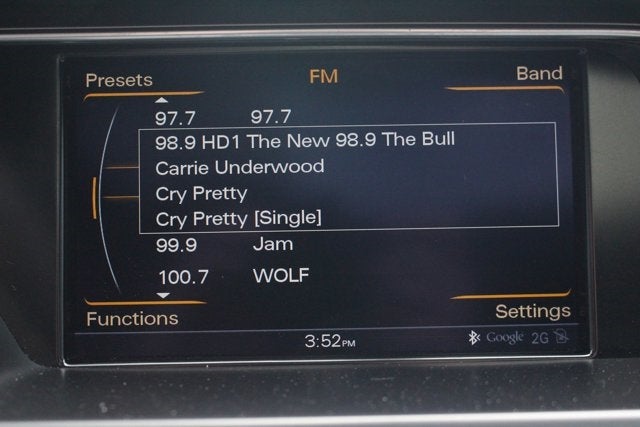 Presets FM Band
97.7 97.7
98.9 HD1 The New 98.9 The Bull
Carrie Underwood
Cry Pretty
Cry Pretty [Single]
99.9 Jam
100.7 WOLF
Functions Settings
3:52PM Google 2G